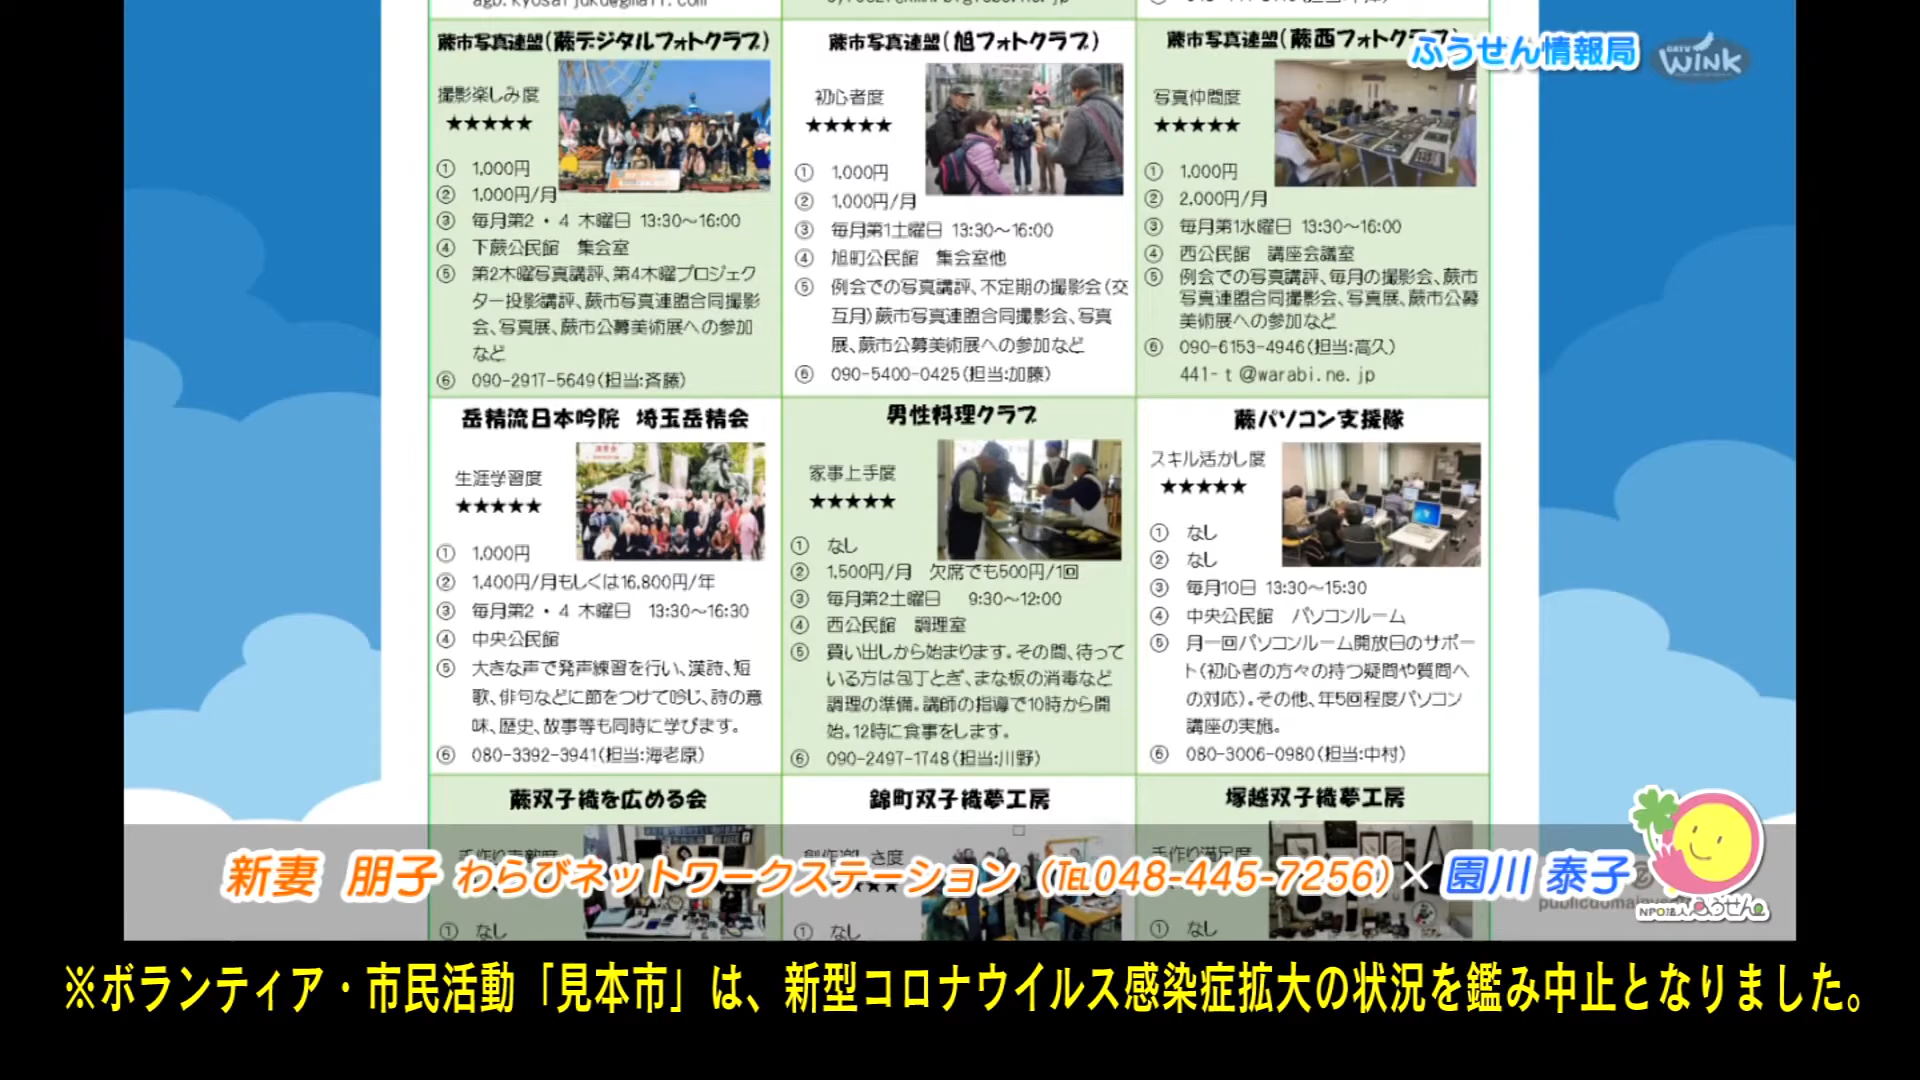 ふうせん情報局
WINK
蕨市写真連盟(蕨デジタルフォトクラブ)
撮影楽しみ度
★★★★★
① 1,000円
② 1,000円/月
③ 毎月第2・4 木曜日 13:30～16:00
④ 下蕨公民館 集会室
⑤ 第2木曜写真講評、第4木曜プロジェク
ター投影講評、蕨市写真連盟合同撮影
会、写真展、蕨市公募美術展への参加
など
⑥ 090-2917-5649(担当:斉藤)
蕨市写真連盟(旭フォトクラブ)
初心者度
★★★★★
① 1,000円
② 1,000円/月
③ 毎月第1土曜日 13:30～16:00
④ 旭町公民館 集会室他
⑤ 例会での写真講評、不定期の撮影会(交
互月)蕨市写真連盟合同撮影会、写真
展、蕨市公募美術展への参加など
⑥ 090-5400-0425(担当:加藤)
蕨市写真連盟(蕨西フォトクラブ)
写真仲間度
★★★★★
① 1,000円
② 2,000円/月
③ 毎月第1水曜日 13:30～16:00
④ 西公民館 講座会議室
⑤ 例会での写真講評、毎月の撮影会、蕨市
写真連盟合同撮影会、写真展、蕨市公募
美術展への参加など
⑥ 090-6153-4946(担当:高久)
441-t@warabi.ne.jp
岳精流日本吟院 埼玉岳精会
生涯学習度
★★★★★
① 1,000円
② 1,400円/月もしくは16,800円/年
③ 毎月第2・4 木曜日 13:30～16:30
④ 中央公民館
⑤ 大きな声で発声練習を行い、漢詩、短
歌、俳句などに節をつけて吟じ、詩の意
味、歴史、故事等も同時に学びます。
⑥ 080-3392-3941(担当:海老原)
男性料理クラブ
家事上手度
★★★★★
① なし
② 1,500円/月 欠席でも500円/1回
③ 毎月第2土曜日 9:30～12:00
④ 西公民館 調理室
⑤ 買い出しから始まります。その間、待って
いる方は包丁とぎ、まな板の消毒など
調理の準備。講師の指導で10時から開
始。12時に食事をします。
⑥ 090-2497-1748(担当:川野)
蕨パソコン支援隊
スキル活かし度
★★★★★
① なし
② なし
③ 毎月10日 13:30～15:30
④ 中央公民館 パソコンルーム
⑤ 月一回パソコンルーム開放日のサポー
ト(初心者の方々の持つ疑問や質問へ
の対応)。その他、年5回程度パソコン
講座の実施。
⑥ 080-3006-0980(担当:中村)
蕨双子織を広める会
① なし
錦町双子織夢工房
① なし
塚越双子織夢工房
手作り満足度
① なし
新妻 朋子 わらびネットワークステーション(℡048-445-7256)×園川 泰子
NPO法人ふうせん
※ボランティア・市民活動「見本市」は、新型コロナウイルス感染症拡大の状況を鑑み中止となりました。